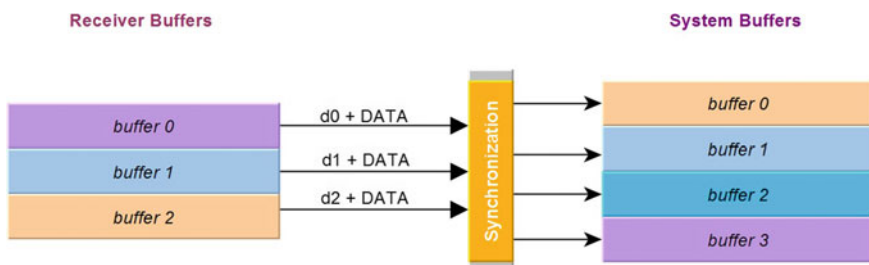 Receiver Buffers
System Buffers
buffer 0
buffer 1
buffer 2
d0 + DATA
d1 + DATA
d2 + DATA
Synchronization
buffer 0
buffer 1
buffer 2
buffer 3